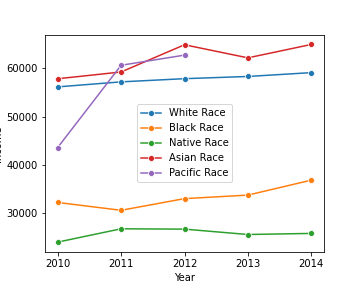 60000
50000
40000
30000
White Race
Black Race
Native Race
Asian Race
Pacific Race
2010 2011 2012 2013 2014
Year